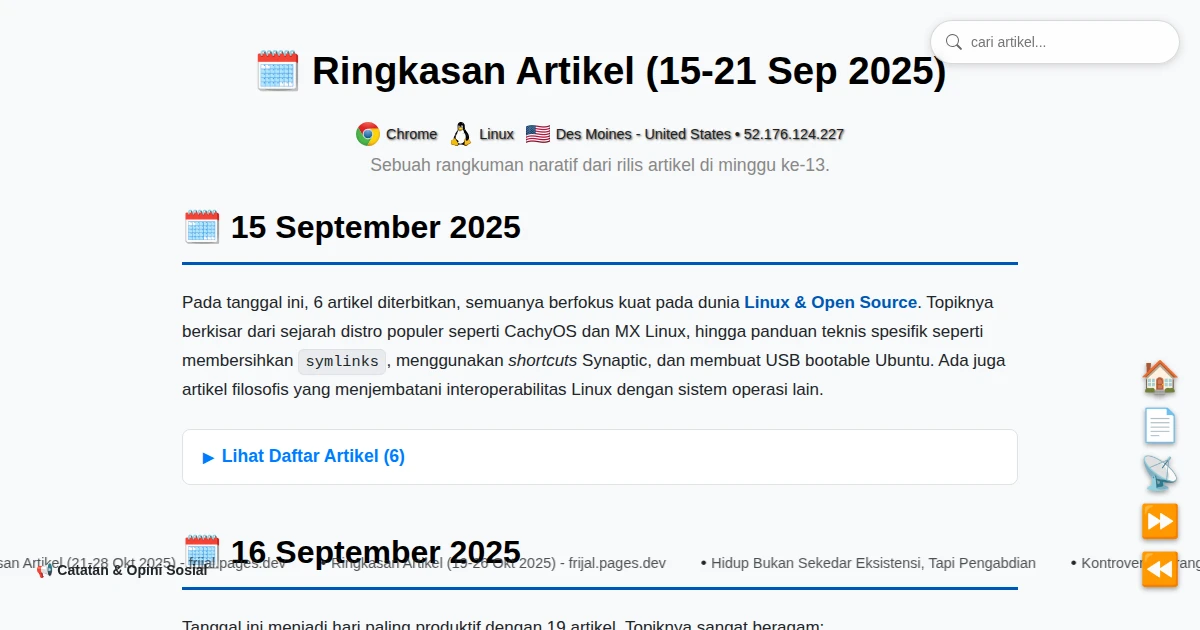 cari artikel...
🗓️ Ringkasan Artikel (15-21 Sep 2025)
Chrome Linux Des Moines - United States • 52.176.124.227
Sebuah rangkuman naratif dari rilis artikel di minggu ke-13.
🗓️ 15 September 2025
Pada tanggal ini, 6 artikel diterbitkan, semuanya berfokus kuat pada dunia Linux & Open Source. Topiknya
berkisar dari sejarah distro populer seperti CachyOS dan MX Linux, hingga panduan teknis spesifik seperti
membersihkan symlinks, menggunakan shortcuts Synaptic, dan membuat USB bootable Ubuntu. Ada juga
artikel filosofis yang menjembatani interoperabilitas Linux dengan sistem operasi lain.
▶ Lihat Daftar Artikel (6)
🗓️ 16 September 2025
Artikel (21-28 Okt 2025) - frijal.pages.dev • Ringkasan Artikel (19-26 Okt 2025) - frijal.pages.dev • Hidup Bukan Sekedar Eksistensi, Tapi Pengabdian •
📢 Catatan & Opini Sosial
Tanggal ini menjadi hari paling produktif dengan 19 artikel. Topiknya sangat beragam: